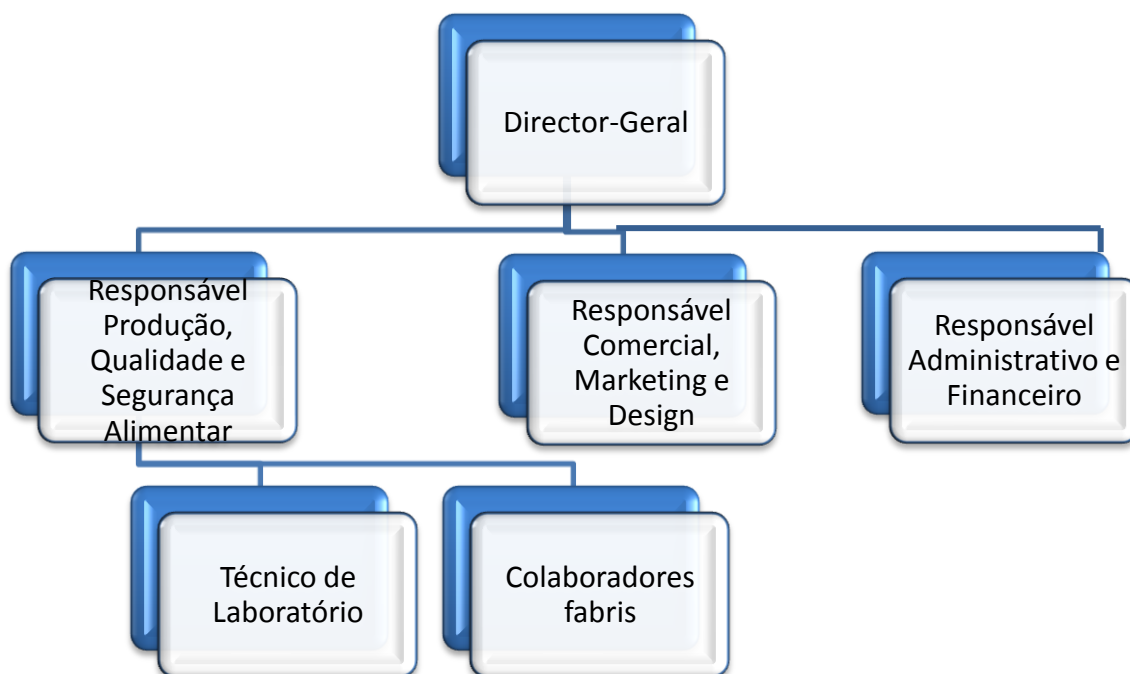 Director-Geral
Responsável
Produção,
Qualidade e
Segurança
Alimentar
Responsável
Comercial,
Marketing e
Design
Responsável
Administrativo e
Financeiro
Técnico de
Laboratório
Colaboradores
fabris